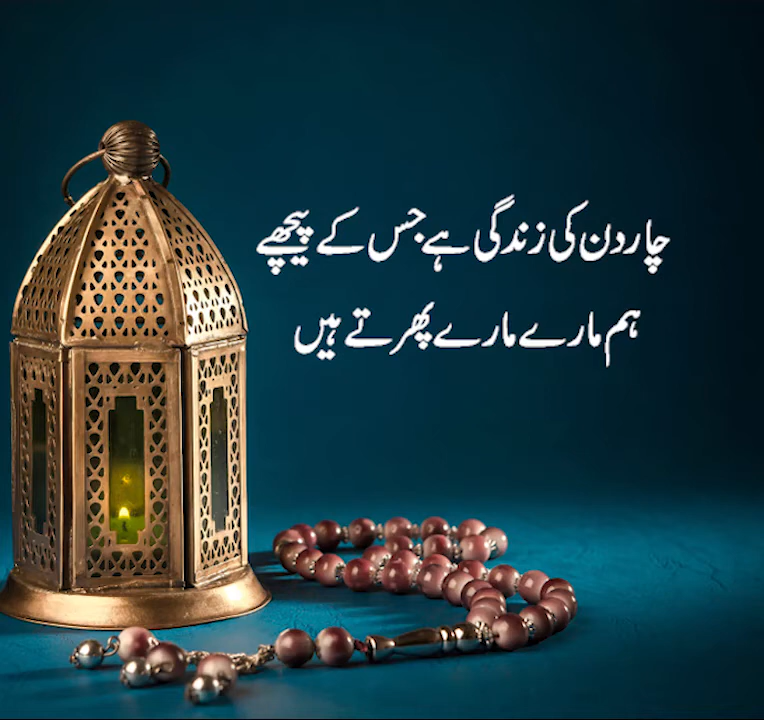 چار دن کی زندگی ہے جس کے پیچھے
ہم مارے مارے پھرتے ہیں